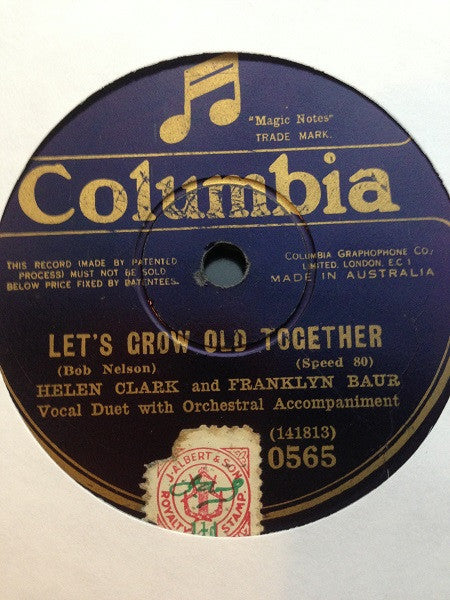 "Magic Notes"
TRADE MARK.
Columbia
THIS RECORD (MADE BY PATENTED
PROCESS) MUST NOT BE SOLD
BELOW PRICE FIXED BY PATENTEES.
COLUMBIA GRAPHOPHONE CO.,
LIMITED. LONDON, E.C.1
MADE IN AUSTRALIA
LET'S GROW OLD TOGETHER
(Bob Nelson)
(Speed 80)
HELEN CLARK and FRANKLYN BAUR
Vocal Duet with Orchestral Accompaniment
(141813)
0565
J. ALBERT & SON
ROYALTY STAMP